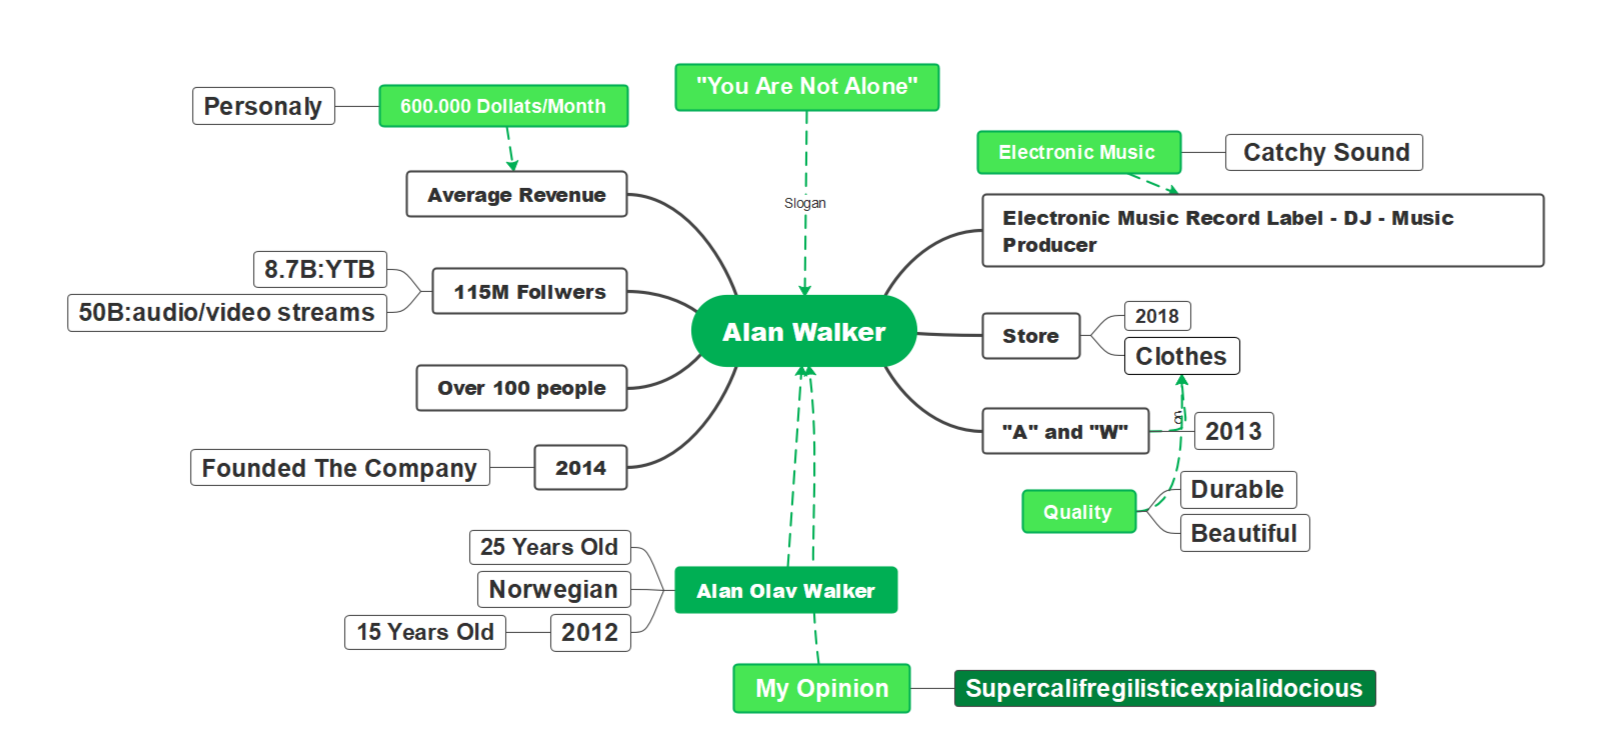 "You Are Not Alone"
Personaly
600.000 Dollats/Month
Average Revenue
Slogan
Electronic Music
Catchy Sound
Electronic Music Record Label - DJ - Music
Producer
8.7B:YTB
50B:audio/video streams
115M Follwers
Alan Walker
Store
2018
Clothes
Over 100 people
"A" and "W"
2013
Founded The Company
2014
Quality
Durable
Beautiful
25 Years Old
Norwegian
15 Years Old
2012
Alan Olav Walker
My Opinion
Supercalifregilisticexpialidocious